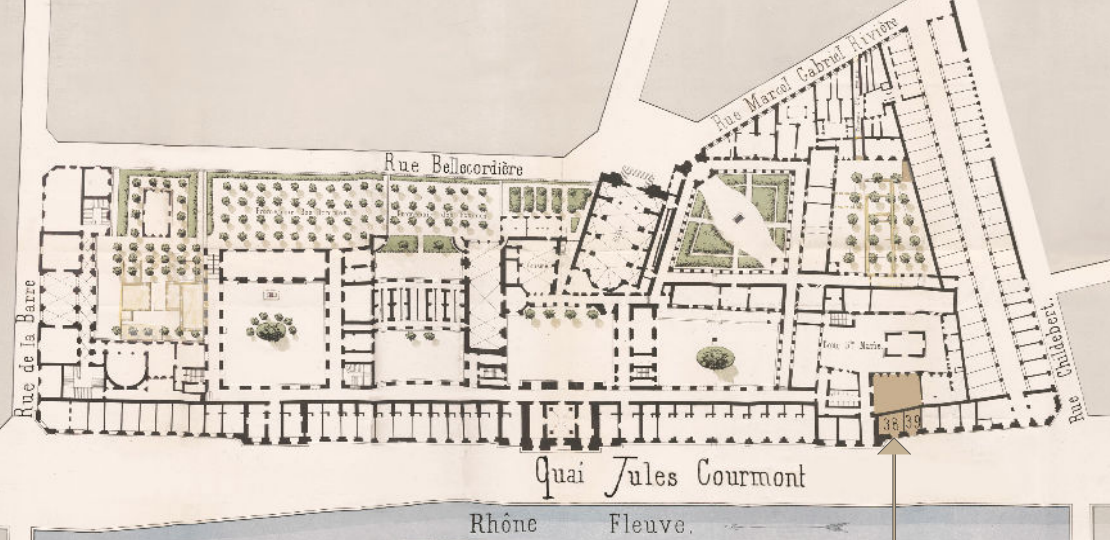 Rue Marcel Gabriel Rivière
Rue Bellecordière
Rue de la Barre
Cour Ste Marie
Rue Childebert.
38 39
Quai Jules Courmont
Rhône Fleuve.